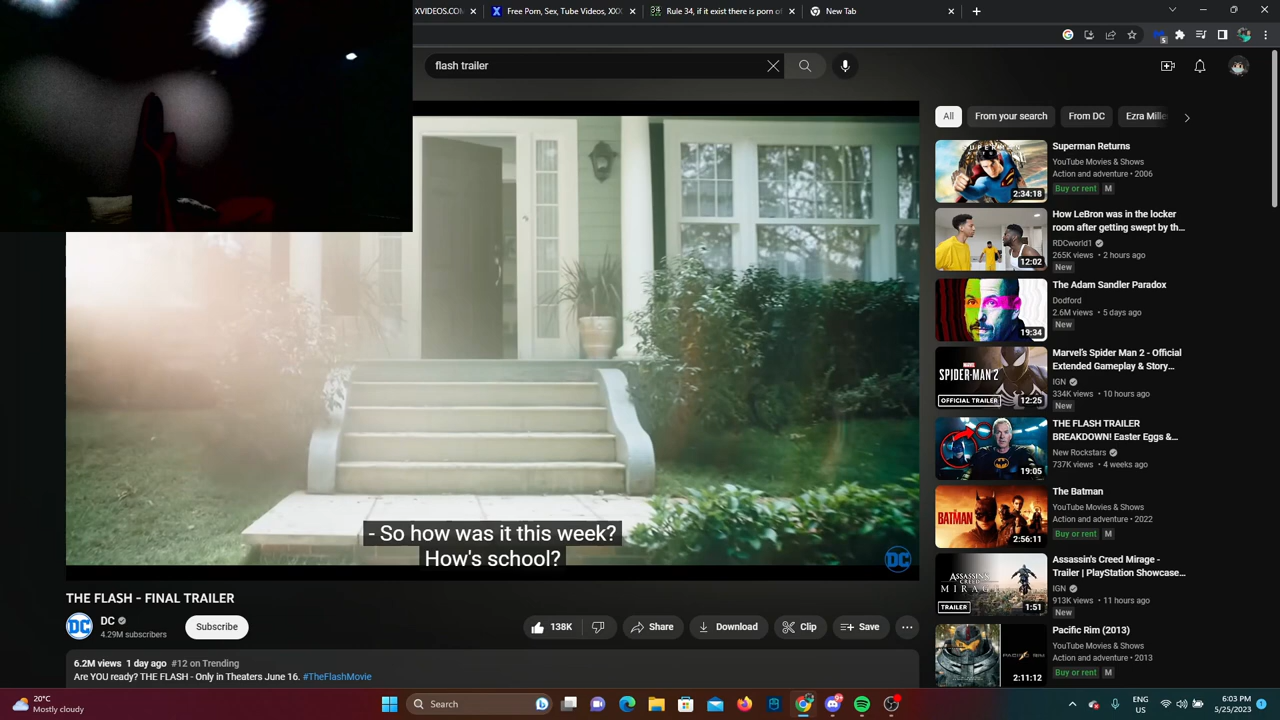 XVIDEOS.COM
Free Porn, Sex, Tube Videos, XXX
Rule 34, if it exists there is porn of
New Tab
flash trailer
- So how was it this week?
How's school?
DC
THE FLASH - FINAL TRAILER
DC
4.29M subscribers
Subscribe
138K
Share
Download
Clip
Save
6.2M views 1 day ago #12 on Trending
Are YOU ready? THE FLASH - Only in Theaters June 16. #TheFlashMovie
All
From your search
From DC
Ezra Mille
Superman Returns
YouTube Movies & Shows
Action and adventure • 2006
Buy or rent M
2:34:18
How LeBron was in the locker
room after getting swept by th...
RDCworld1
265K views • 2 hours ago
New
12:02
The Adam Sandler Paradox
Dodford
2.6M views • 5 days ago
New
19:34
Marvel's Spider Man 2 - Official
Extended Gameplay & Story...
IGN
334K views • 10 hours ago
New
SPIDER-MAN 2
OFFICIAL TRAILER
12:25
THE FLASH TRAILER
BREAKDOWN! Easter Eggs &...
New Rockstars
737K views • 4 weeks ago
19:05
The Batman
YouTube Movies & Shows
Action and adventure • 2022
Buy or rent M
BATMAN
2:56:11
Assassin's Creed Mirage -
Trailer | PlayStation Showcase...
IGN
913K views • 11 hours ago
New
ASSASSIN'S
CREED
MIRAGE
TRAILER
1:51
Pacific Rim (2013)
YouTube Movies & Shows
Action and adventure • 2013
Buy or rent M
2:11:12
20°C
Mostly cloudy
Search
ENG
US
6:03 PM
5/25/2023